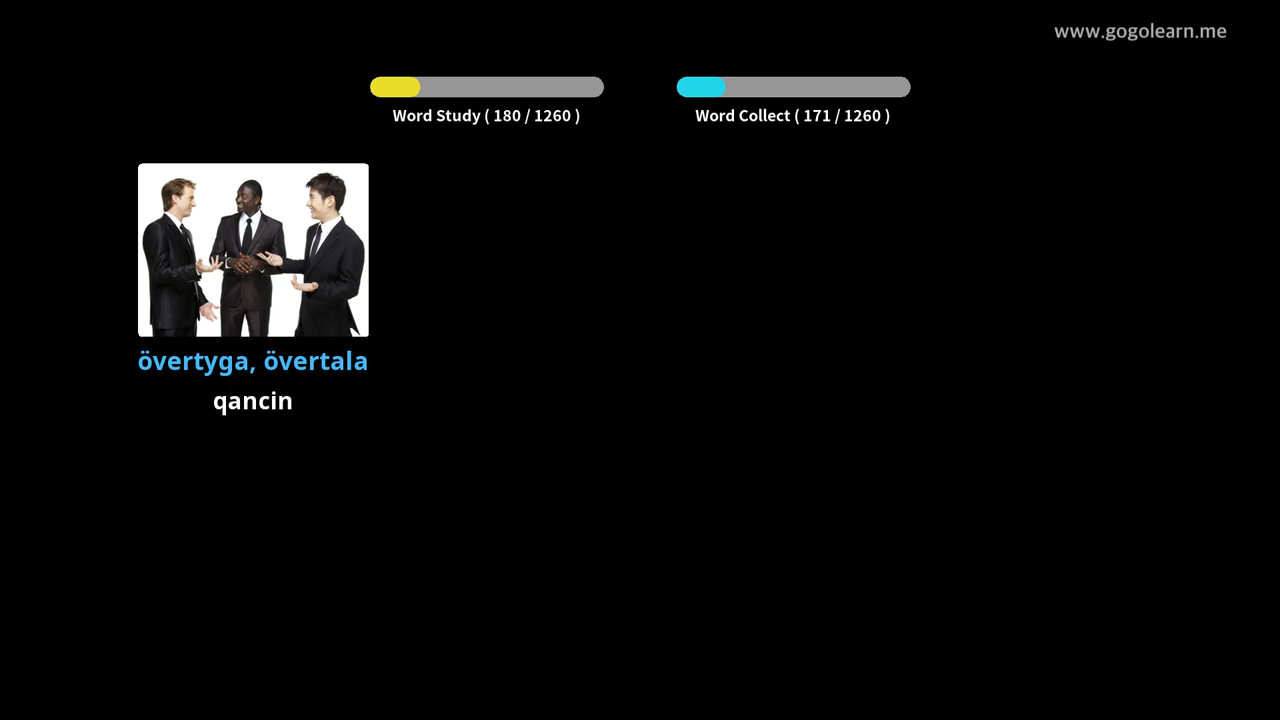 www.gogolearn.me
Word Study ( 180 / 1260 )
Word Collect ( 171 / 1260 )
övertyga, övertala
qancin